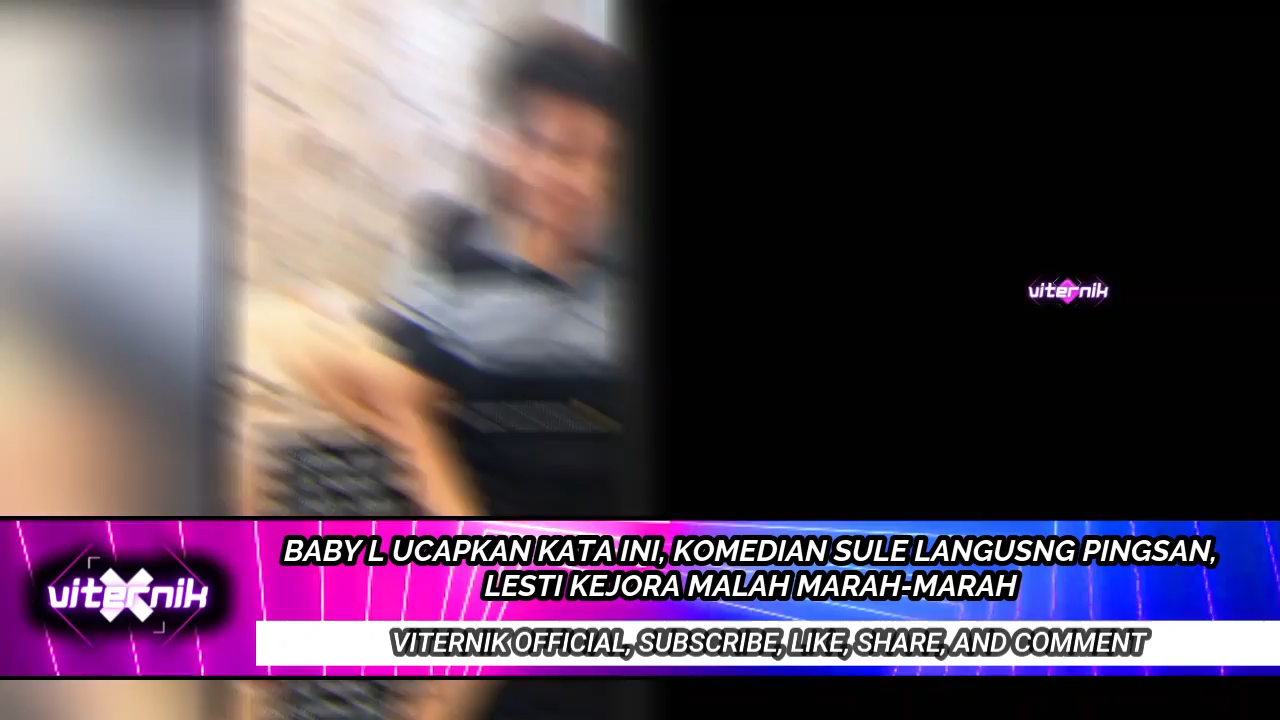 viternik
BABY L UCAPKAN KATA INI, KOMEDIAN SULE LANGUSNG PINGSAN,
LESTI KEJORA MALAH MARAH-MARAH
viternik
VITERNIK OFFICIAL, SUBSCRIBE, LIKE, SHARE, AND COMMENT